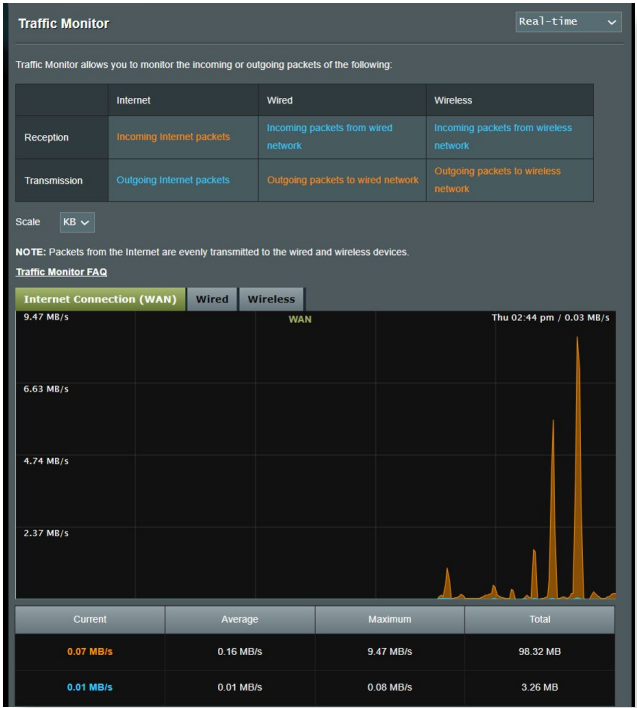 Traffic Monitor
Real-time
Traffic Monitor allows you to monitor the incoming or outgoing packets of the following:
Internet Wired Wireless
Reception Incoming Internet packets Incoming packets from wired network Incoming packets from wireless network
Transmission Outgoing Internet packets Outgoing packets to wired network Outgoing packets to wireless network
Scale KB
NOTE: Packets from the Internet are evenly transmitted to the wired and wireless devices.
Traffic Monitor FAQ
Internet Connection (WAN) Wired Wireless
9.47 MB/s WAN Thu 02:44 pm / 0.03 MB/s
6.63 MB/s
4.74 MB/s
2.37 MB/s
Current Average Maximum Total
0.07 MB/s 0.16 MB/s 9.47 MB/s 98.32 MB
0.01 MB/s 0.01 MB/s 0.08 MB/s 3.26 MB